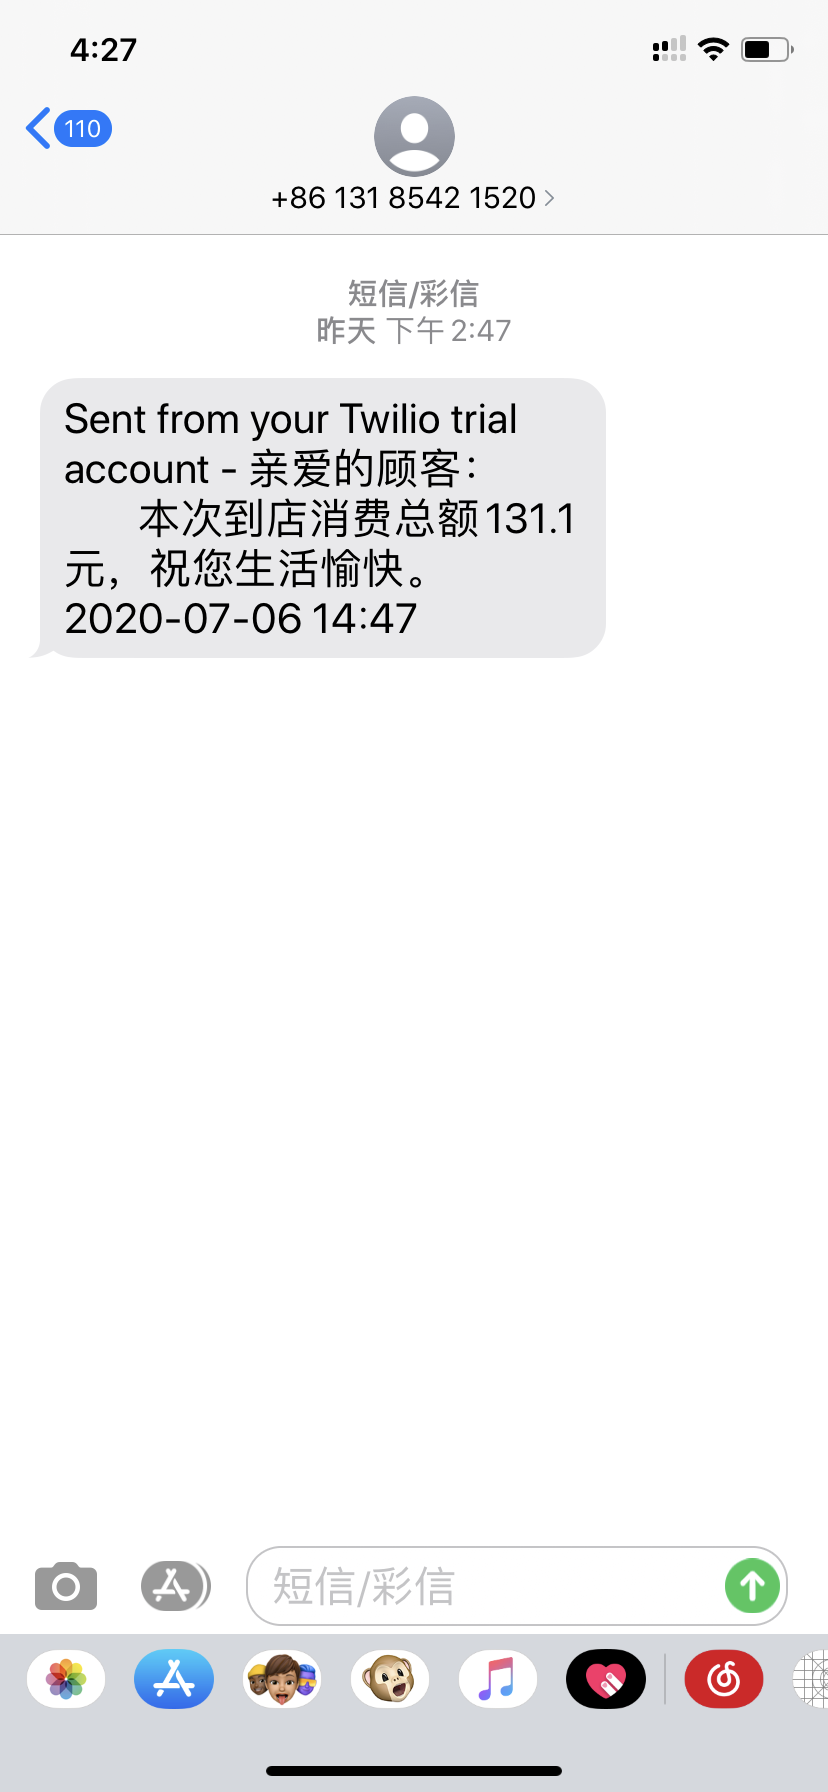 4:27
110
+86 131 8542 1520
短信/彩信
昨天 下午 2:47
Sent from your Twilio trial
account - 亲爱的顾客：
本次到店消费总额131.1
元，祝您生活愉快。
2020-07-06 14:47
短信/彩信